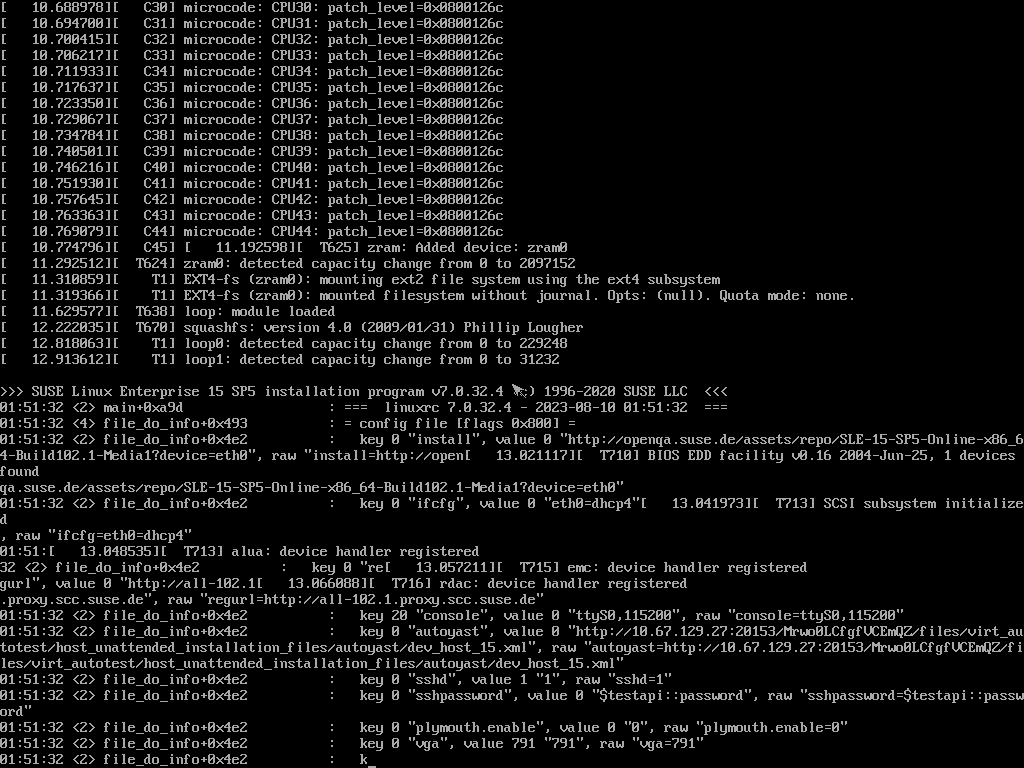 [   10.688978][   C30] microcode: CPU30: patch_level=0x0800126c
[   10.694700][   C31] microcode: CPU31: patch_level=0x0800126c
[   10.700415][   C32] microcode: CPU32: patch_level=0x0800126c
[   10.706217][   C33] microcode: CPU33: patch_level=0x0800126c
[   10.711933][   C34] microcode: CPU34: patch_level=0x0800126c
[   10.717637][   C35] microcode: CPU35: patch_level=0x0800126c
[   10.723350][   C36] microcode: CPU36: patch_level=0x0800126c
[   10.729067][   C37] microcode: CPU37: patch_level=0x0800126c
[   10.734784][   C38] microcode: CPU38: patch_level=0x0800126c
[   10.740501][   C39] microcode: CPU39: patch_level=0x0800126c
[   10.746216][   C40] microcode: CPU40: patch_level=0x0800126c
[   10.751930][   C41] microcode: CPU41: patch_level=0x0800126c
[   10.757645][   C42] microcode: CPU42: patch_level=0x0800126c
[   10.763363][   C43] microcode: CPU43: patch_level=0x0800126c
[   10.769079][   C44] microcode: CPU44: patch_level=0x0800126c
[   10.774796][   C45] [   11.192598][  T625] zram: Added device: zram0
[   11.292512][  T624] zram0: detected capacity change from 0 to 2097152
[   11.310859][    T1] EXT4-fs (zram0): mounting ext2 file system using the ext4 subsystem
[   11.319366][    T1] EXT4-fs (zram0): mounted filesystem without journal. Opts: (null). Quota mode: none.
[   11.629577][  T638] loop: module loaded
[   12.222035][  T670] squashfs: version 4.0 (2009/01/31) Phillip Lougher
[   12.818063][    T1] loop0: detected capacity change from 0 to 229248
[   12.913612][    T1] loop1: detected capacity change from 0 to 31232
>>> SUSE Linux Enterprise 15 SP5 installation program v7.0.32.4 ) 1996-2020 SUSE LLC  <<<
01:51:32 <2> main+0xa9d                  : ===  linuxrc 7.0.32.4 - 2023-08-10 01:51:32  ===
01:51:32 <4> file_do_info+0x493          : = config file [flags 0x800] =
01:51:32 <2> file_do_info+0x4e2          :   key 0 "install", value 0 "http://openqa.suse.de/assets/repo/SLE-15-SP5-Online-x86_6
4-Build102.1-Media1?device=eth0", raw "install=http://open[   13.021117][  T710] BIOS EDD facility v0.16 2004-Jun-25, 1 devices
found
qa.suse.de/assets/repo/SLE-15-SP5-Online-x86_64-Build102.1-Media1?device=eth0"
01:51:32 <2> file_do_info+0x4e2          :   key 0 "ifcfg", value 0 "eth0=dhcp4"[   13.041973][  T713] SCSI subsystem initialize
d
, raw "ifcfg=eth0=dhcp4"
01:51:[   13.048535][  T713] alua: device handler registered
32 <2> file_do_info+0x4e2          :   key 0 "re[   13.057211][  T715] emc: device handler registered
gurl", value 0 "http://all-102.1[   13.066088][  T716] rdac: device handler registered
.proxy.scc.suse.de", raw "regurl=http://all-102.1.proxy.scc.suse.de"
01:51:32 <2> file_do_info+0x4e2          :   key 20 "console", value 0 "ttyS0,115200", raw "console=ttyS0,115200"
01:51:32 <2> file_do_info+0x4e2          :   key 0 "autoyast", value 0 "http://10.67.129.27:20153/Mrwo0LCfgfVCEmQZ/files/virt_au
totest/host_unattended_installation_files/autoyast/dev_host_15.xml", raw "autoyast=http://10.67.129.27:20153/Mrwo0LCfgfVCEmQZ/fi
les/virt_autotest/host_unattended_installation_files/autoyast/dev_host_15.xml"
01:51:32 <2> file_do_info+0x4e2          :   key 0 "sshd", value 1 "1", raw "sshd=1"
01:51:32 <2> file_do_info+0x4e2          :   key 0 "sshpassword", value 0 "$testapi::password", raw "sshpassword=$testapi::passw
ord"
01:51:32 <2> file_do_info+0x4e2          :   key 0 "plymouth.enable", value 0 "0", raw "plymouth.enable=0"
01:51:32 <2> file_do_info+0x4e2          :   key 0 "vga", value 791 "791", raw "vga=791"
01:51:32 <2> file_do_info+0x4e2          :   k_